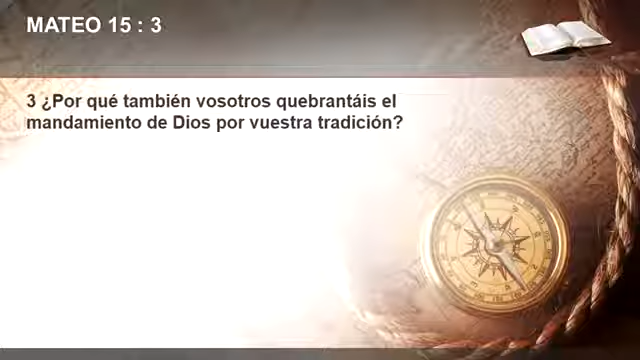 MATEO 15 : 3
3 ¿Por qué también vosotros quebrantáis el
mandamiento de Dios por vuestra tradición?